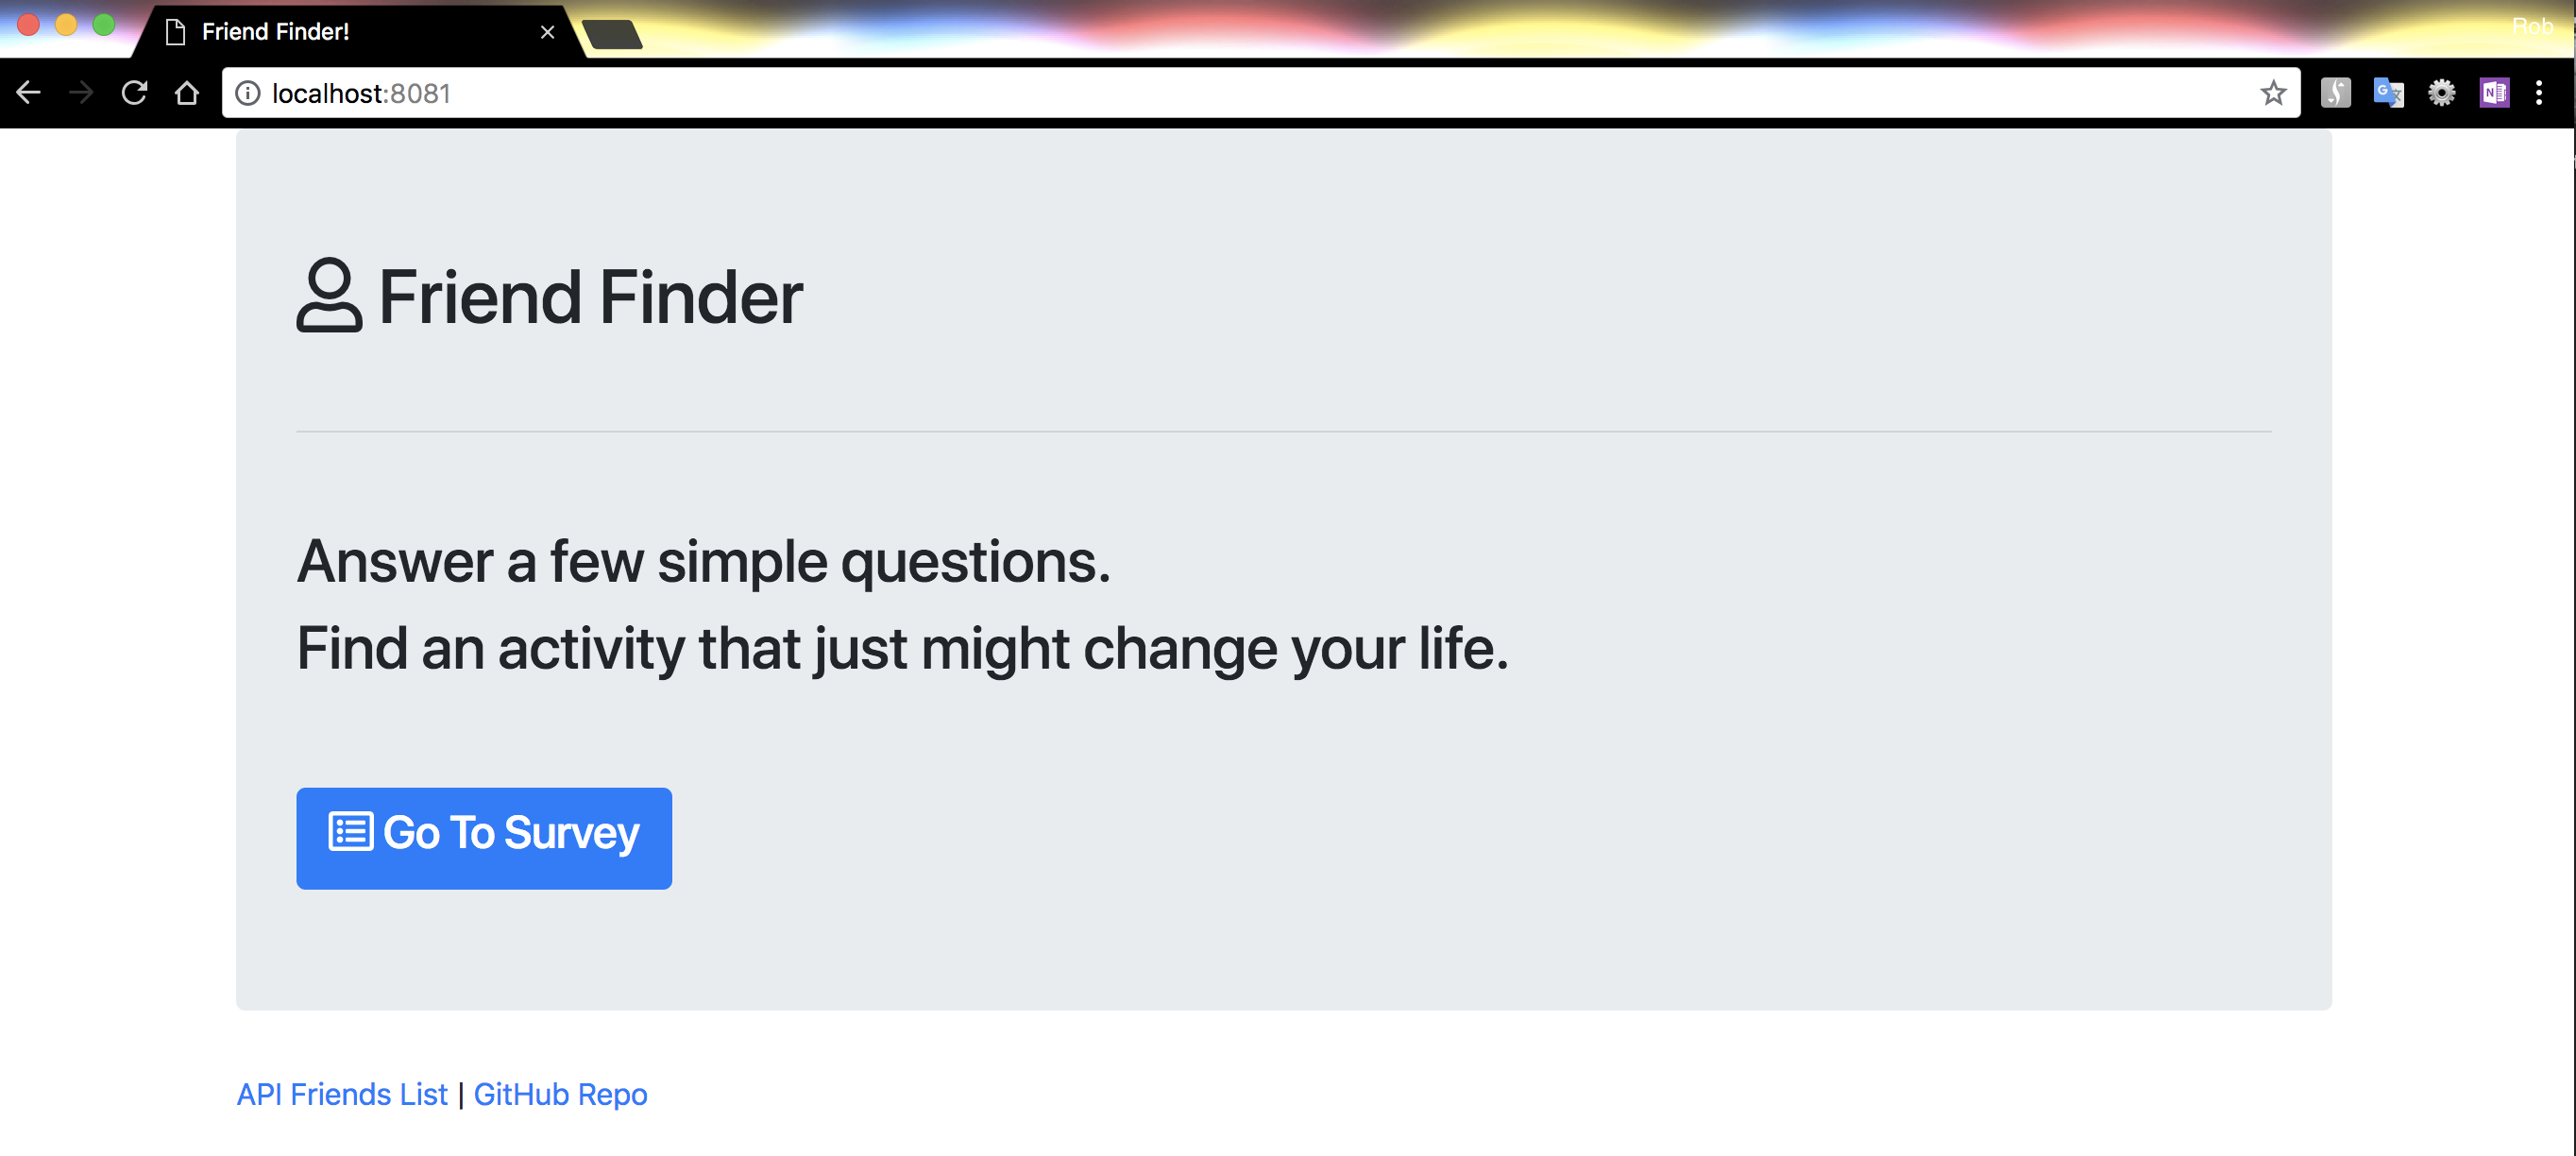 Friend Finder!
Rob
localhost:8081
Friend Finder
Answer a few simple questions.
Find an activity that just might change your life.
Go To Survey
API Friends List | GitHub Repo